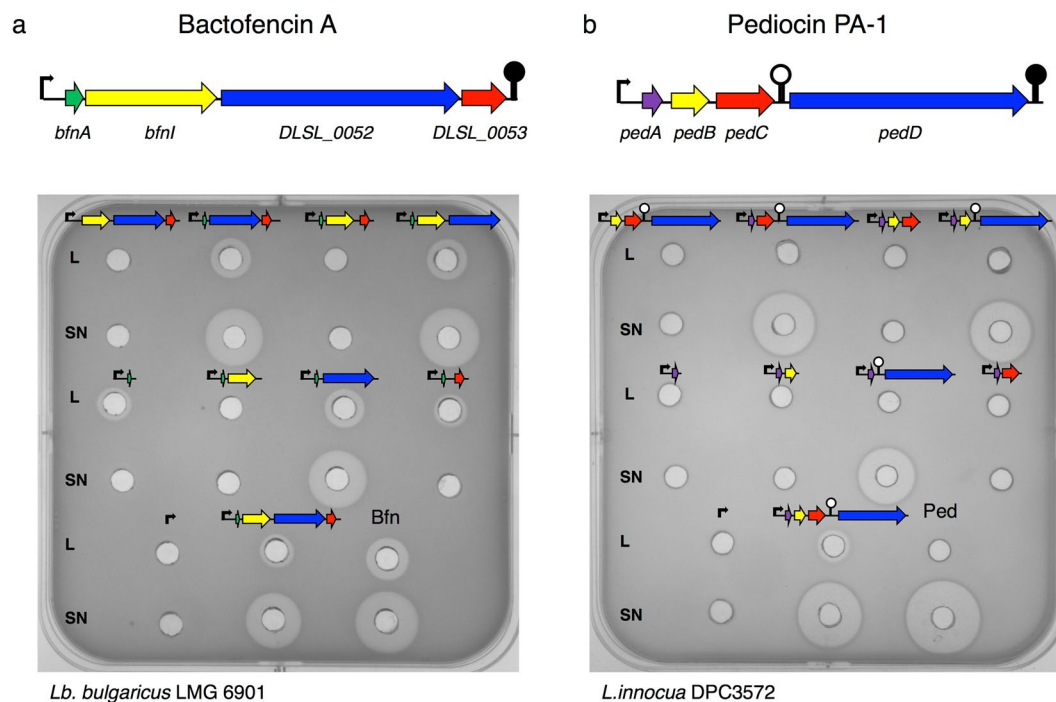 a Bactofencin A
bfnA bfnI DLSL_0052 DLSL_0053
L
SN
L
SN
Bfn
L
SN
Lb. bulgaricus LMG 6901
b Pediocin PA-1
pedA pedB pedC pedD
L
SN
L
SN
Ped
L
SN
L.innocua DPC3572